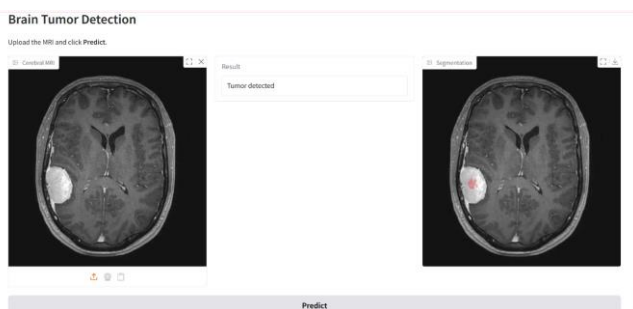 Brain Tumor Detection
Upload the MRI and click Predict.
Cerebral MRI
Result
Tumor detected
Segmentation
Predict